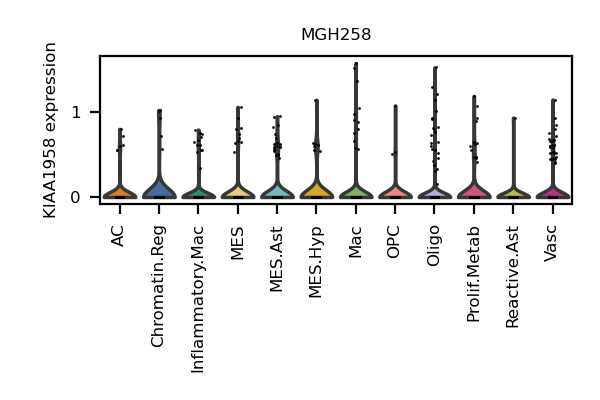 MGH258
KIAA1958 expression
1
0
AC
Chromatin.Reg
Inflammatory.Mac
MES
MES.Ast
MES.Hyp
Mac
OPC
Oligo
Prolif.Metab
Reactive.Ast
Vasc